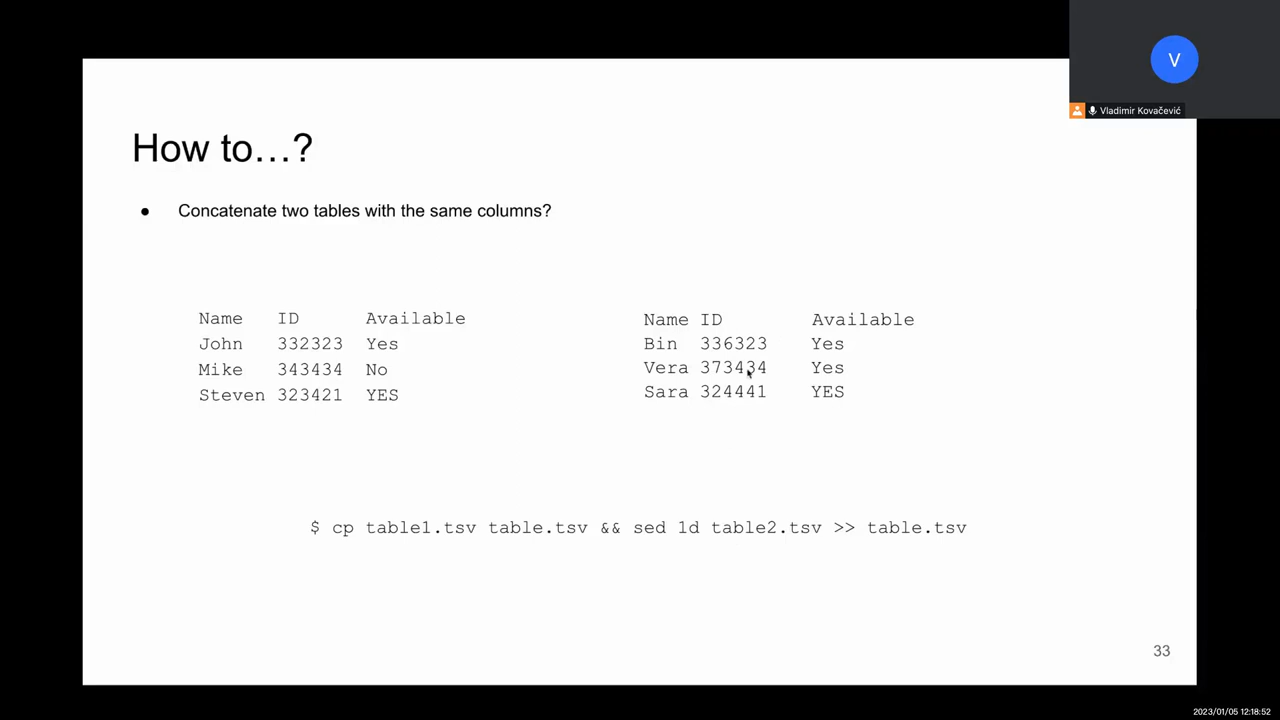 V
Vladimir Kovačević
How to…?
● Concatenate two tables with the same columns?
Name ID Available
John 332323 Yes
Mike 343434 No
Steven 323421 YES
Name ID Available
Bin 336323 Yes
Vera 373434 Yes
Sara 324441 YES
$ cp table1.tsv table.tsv && sed 1d table2.tsv >> table.tsv
33
2023/01/05 12:18:52